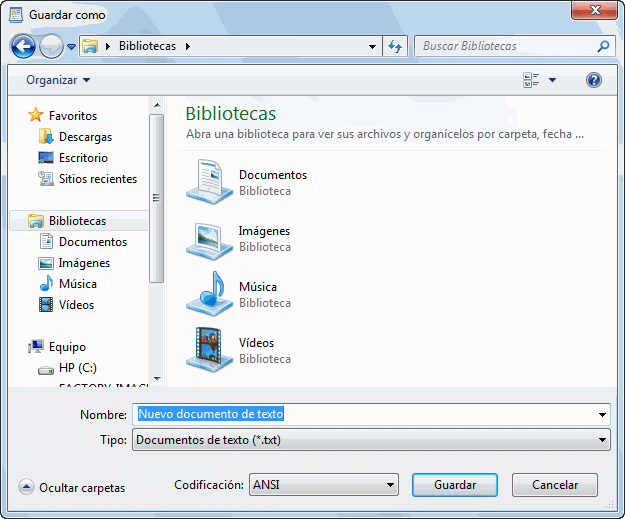 Guardar como
Bibliotecas
Buscar Bibliotecas
Organizar
Favoritos
Descargas
Escritorio
Sitios recientes
Bibliotecas
Documentos
Imágenes
Música
Vídeos
Equipo
HP (C:)
FACTORY_IMAG
Bibliotecas
Abra una biblioteca para ver sus archivos y organícelos por carpeta, fecha ...
Documentos
Biblioteca
Imágenes
Biblioteca
Música
Biblioteca
Vídeos
Biblioteca
Nombre: Nuevo documento de texto
Tipo: Documentos de texto (*.txt)
Ocultar carpetas Codificación: ANSI Guardar Cancelar